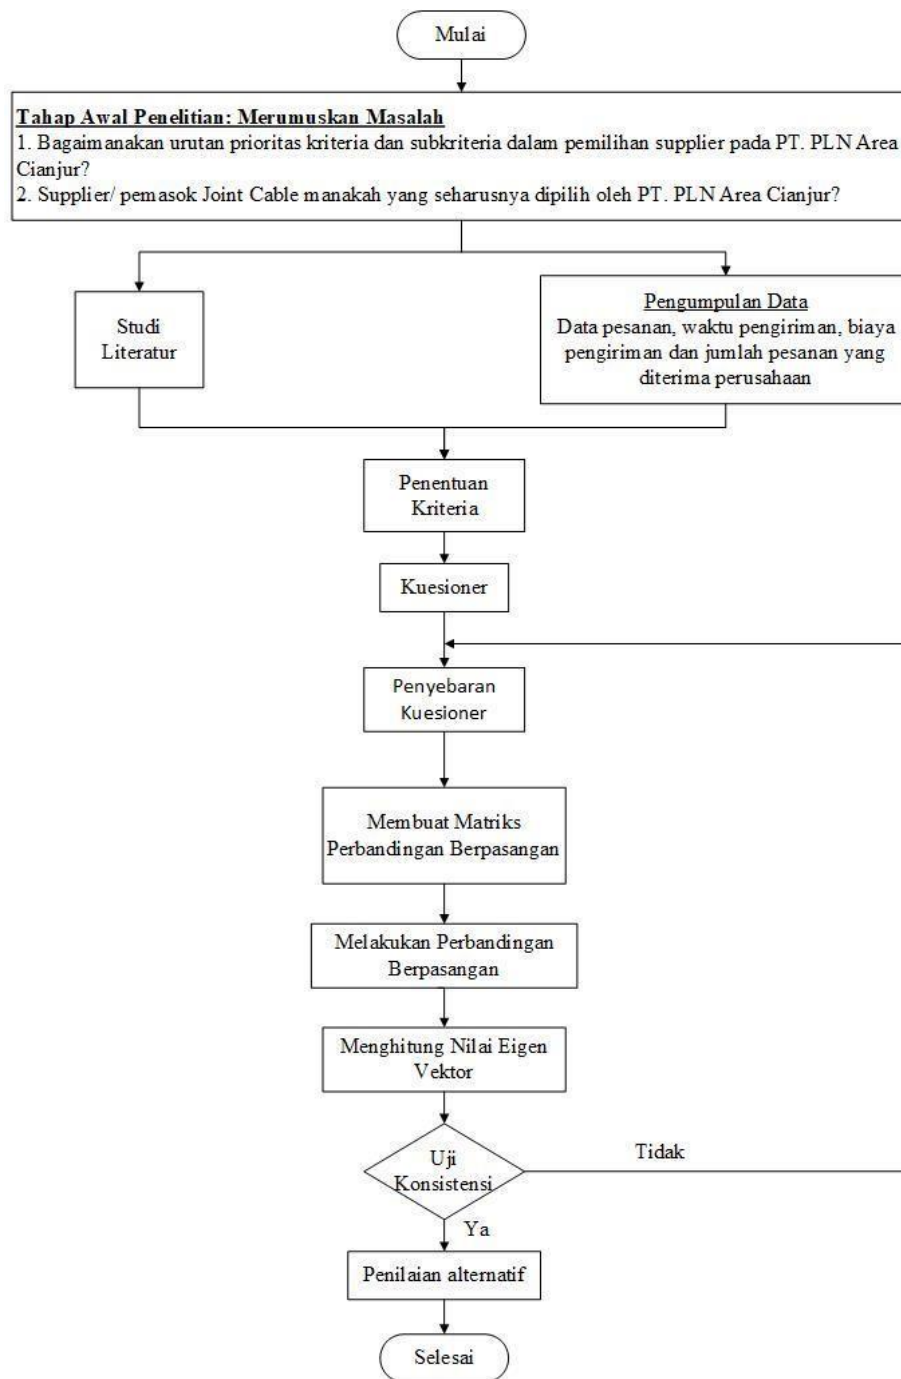 Mulai
Tahap Awal Penelitian: Merumuskan Masalah
1. Bagaimanakan urutan prioritas kriteria dan subkriteria dalam pemilihan supplier pada PT. PLN Area
Cianjur?
2. Supplier/ pemasok Joint Cable manakah yang seharusnya dipilih oleh PT. PLN Area Cianjur?
Studi
Literatur
Pengumpulan Data
Data pesanan, waktu pengiriman, biaya
pengiriman dan jumlah pesanan yang
diterima perusahaan
Penentuan
Kriteria
Kuesioner
Penyebaran
Kuesioner
Membuat Matriks
Perbandingan Berpasangan
Melakukan Perbandingan
Berpasangan
Menghitung Nilai Eigen
Vektor
Uji
Konsistensi
Tidak
Ya
Penilaian alternatif
Selesai